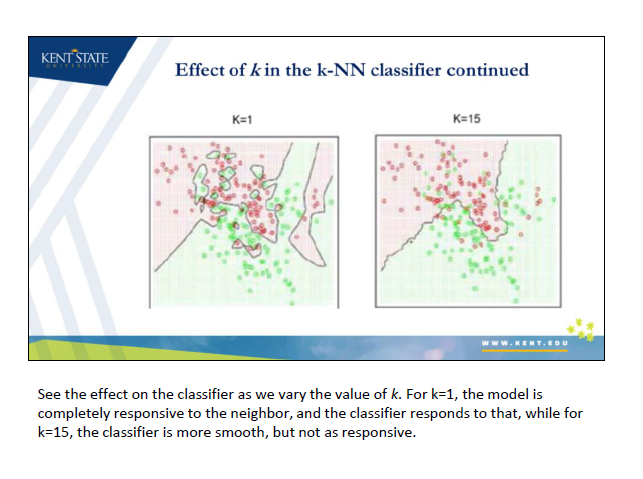 KENT STATE
UNIVERSITY
Effect of k in the k-NN classifier continued
K=1
K=15
WWW.KENT.EDU
See the effect on the classifier as we vary the value of k. For k=1, the model is
completely responsive to the neighbor, and the classifier responds to that, while for
k=15, the classifier is more smooth, but not as responsive.